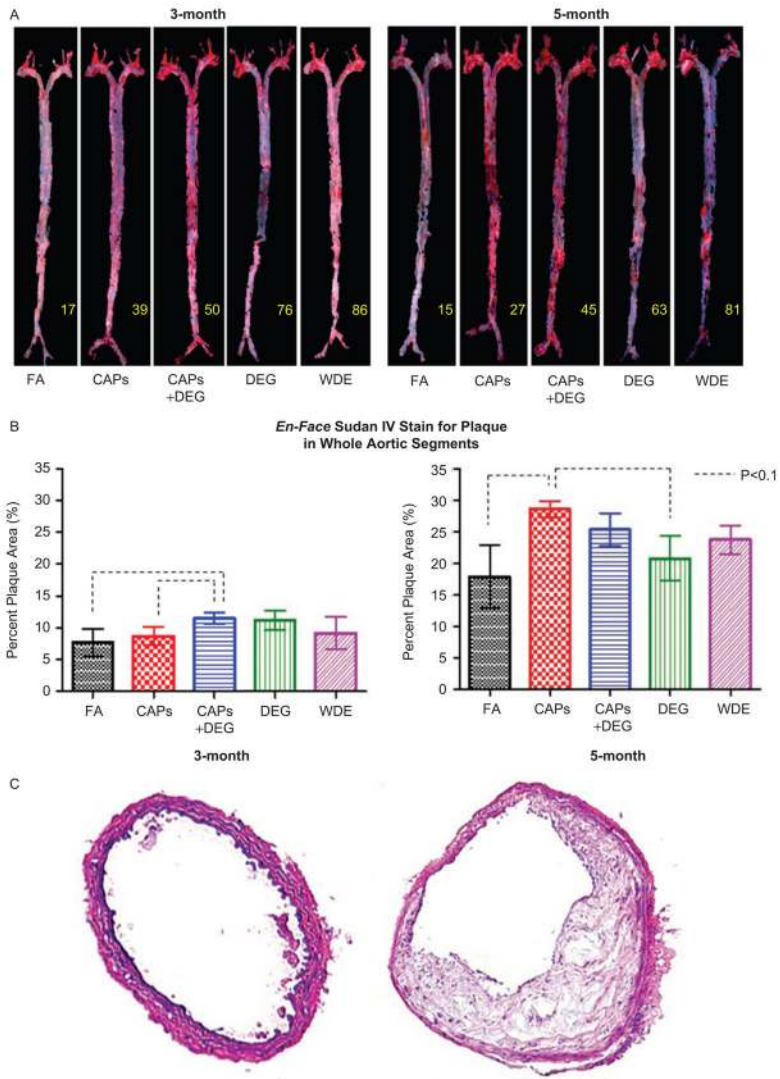 A
3-month
5-month
17
39
50
76
86
15
27
45
63
81
FA
CAPs
CAPs
+DEG
DEG
WDE
FA
CAPs
CAPs
+DEG
DEG
WDE
B
En-Face Sudan IV Stain for Plaque
in Whole Aortic Segments
Percent Plaque Area (%)
35
30
25
20
15
10
5
0
FA
CAPs
CAPs
+DEG
DEG
WDE
3-month
Percent Plaque Area (%)
35
30
25
20
15
10
5
0
P<0.1
FA
CAPs
CAPs
+DEG
DEG
WDE
5-month
C